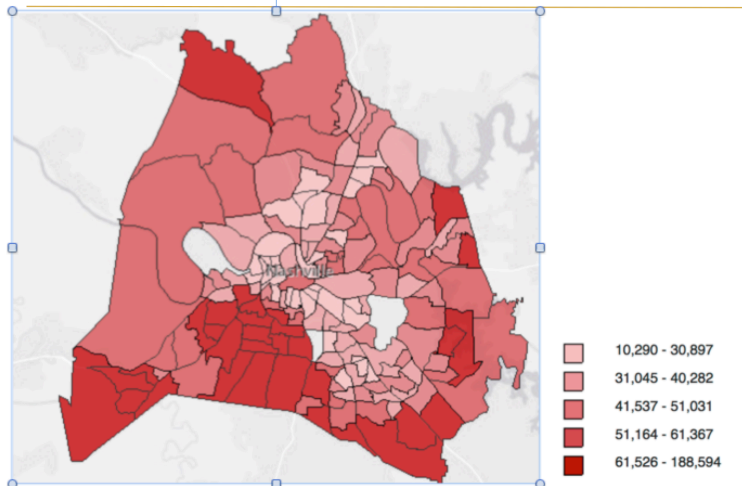 Nashville
10,290 - 30,897
31,045 - 40,282
41,537 - 51,031
51,164 - 61,367
61,526 - 188,594